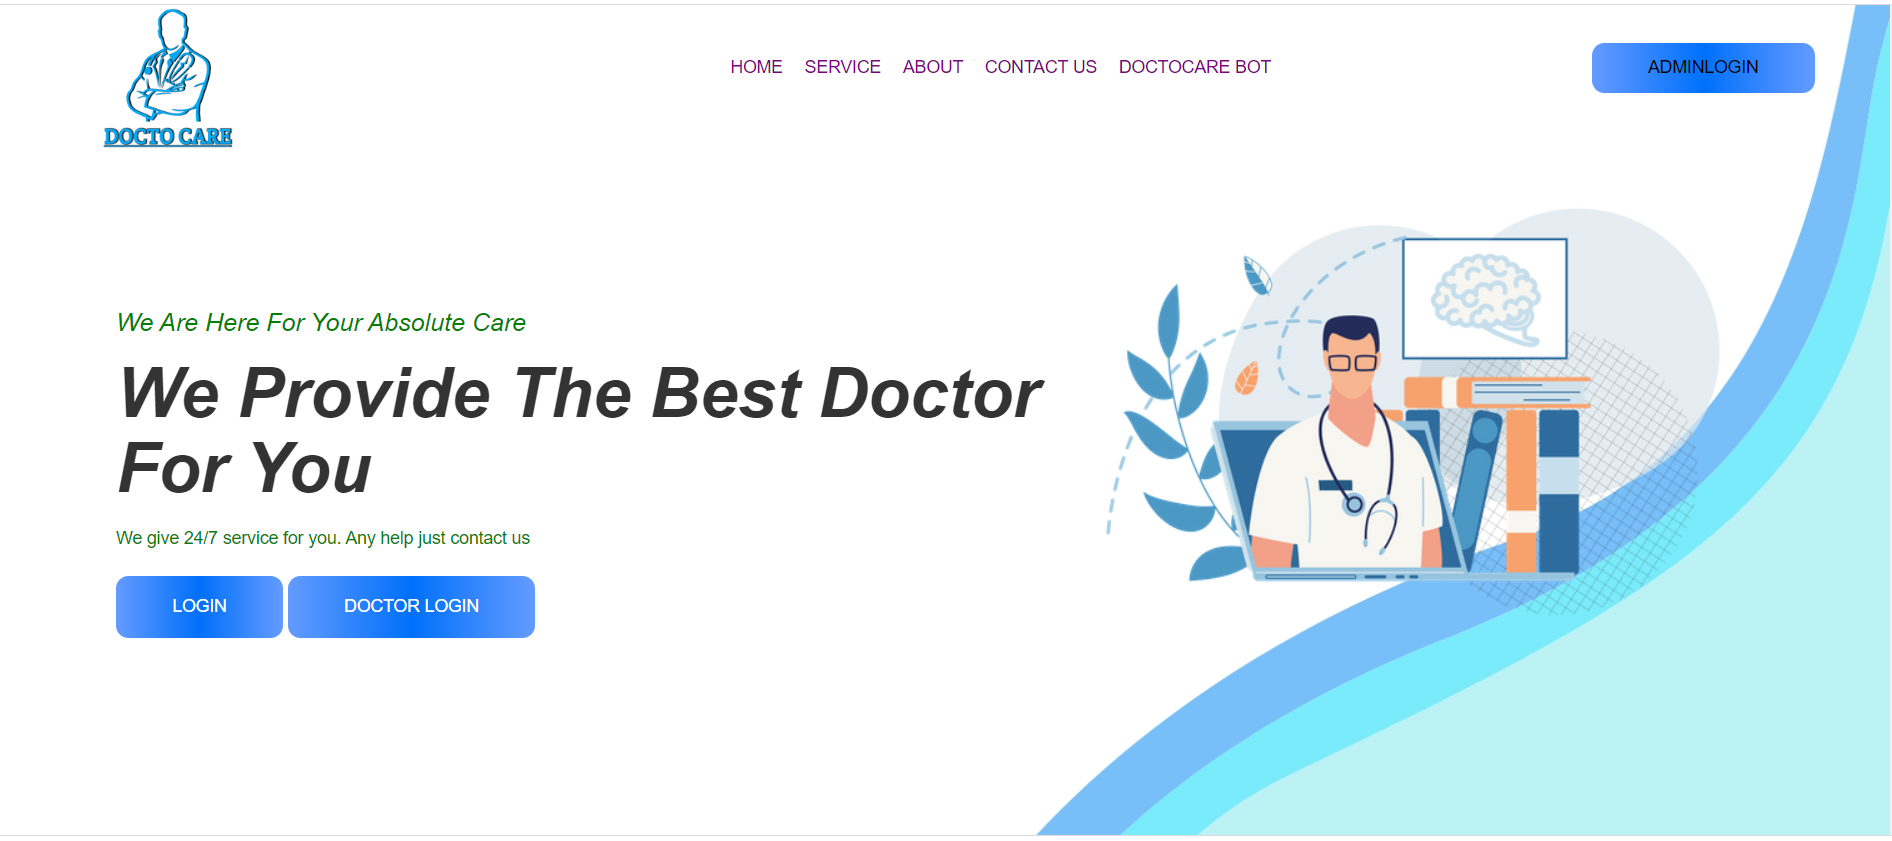 DOCTO CARE
HOME SERVICE ABOUT CONTACT US DOCTOCARE BOT
ADMINLOGIN
We Are Here For Your Absolute Care
We Provide The Best Doctor
For You
We give 24/7 service for you. Any help just contact us
LOGIN DOCTOR LOGIN